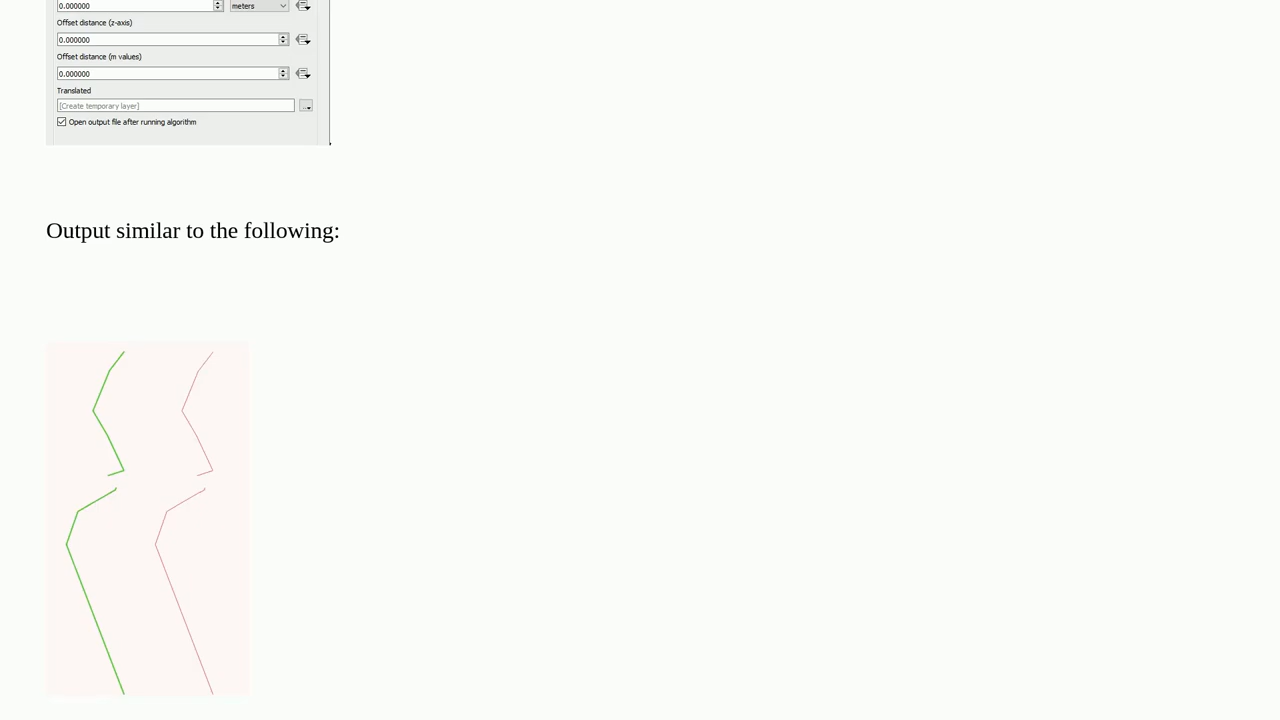 0.000000
meters
Offset distance (z-axis)
0.000000
Offset distance (m values)
0.000000
Translated
[Create temporary layer]
...
Open output file after running algorithm
Output similar to the following: